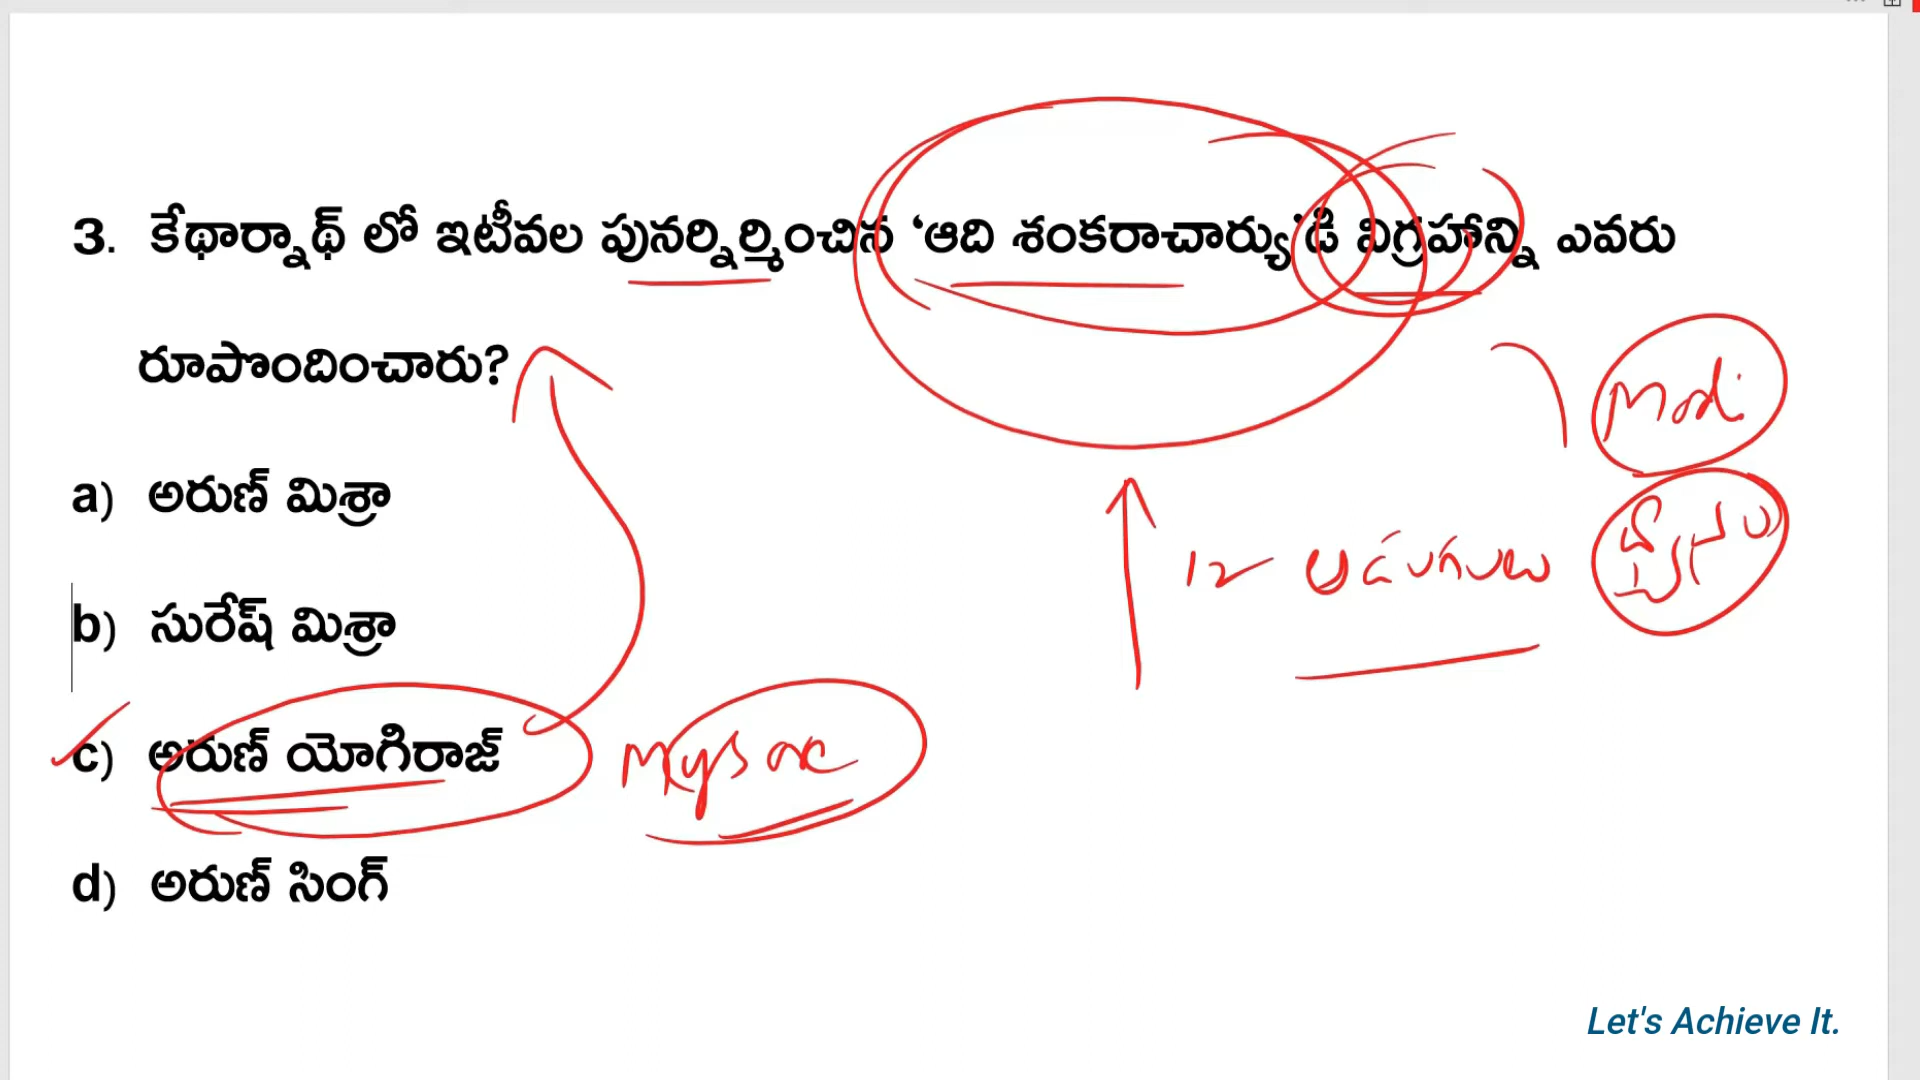 3. కేథార్నాథ్ లో ఇటీవల పునర్నిర్మించిన ‘ఆది శంకరాచార్యు’డి విగ్రహాన్ని ఎవరు
రూపొందించారు?
Modi
a) అరుణ్ మిశ్రా
12 అడుగులు
b) సురేష్ మిశ్రా
c) అరుణ్ యోగిరాజ్ Mysore
d) అరుణ్ సింగ్
Let's Achieve It.